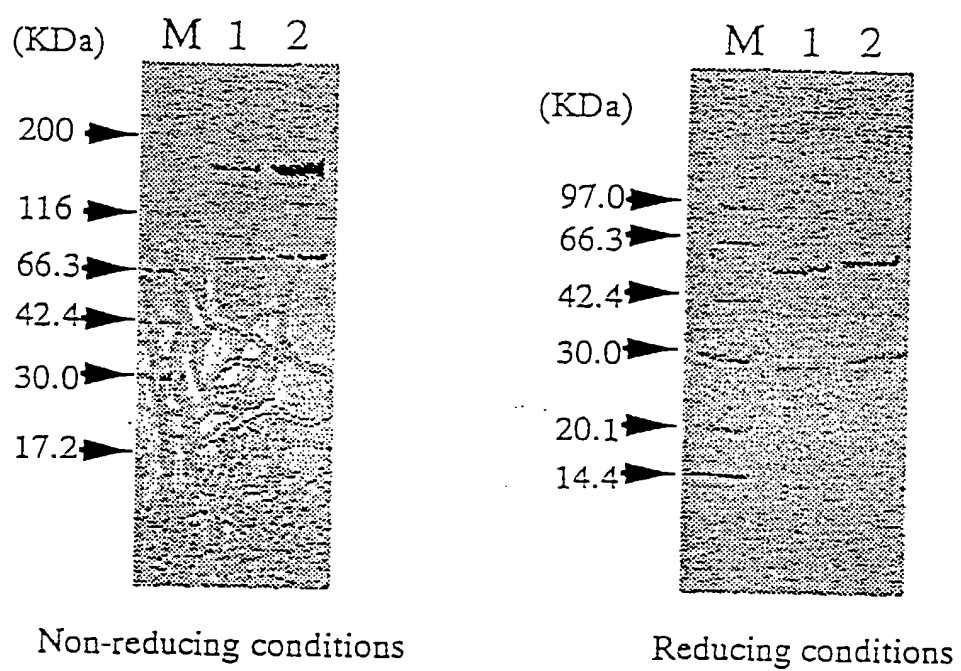 (KDa) M 1 2
200
116
66.3
42.4
30.0
17.2
Non-reducing conditions
M 1 2
(KDa)
97.0
66.3
42.4
30.0
20.1
14.4
Reducing conditions